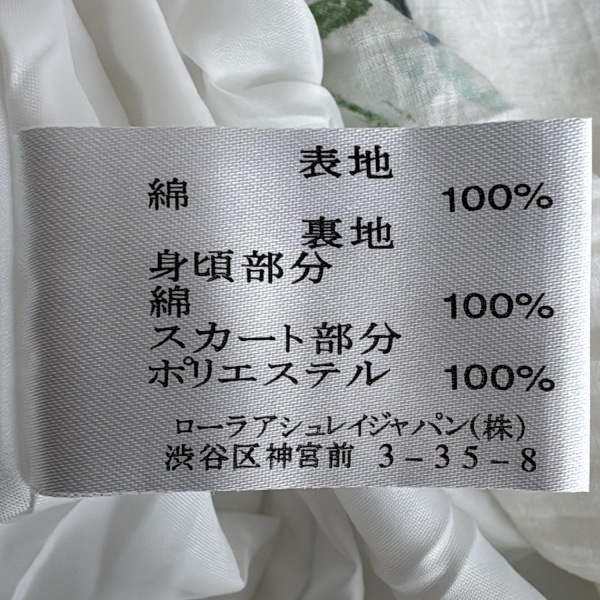 表地
綿 100%
裏地
身頃部分
綿 100%
スカート部分
ポリエステル 100%
ローラアシュレイジャパン(株)
渋谷区神宮前 3-35-8